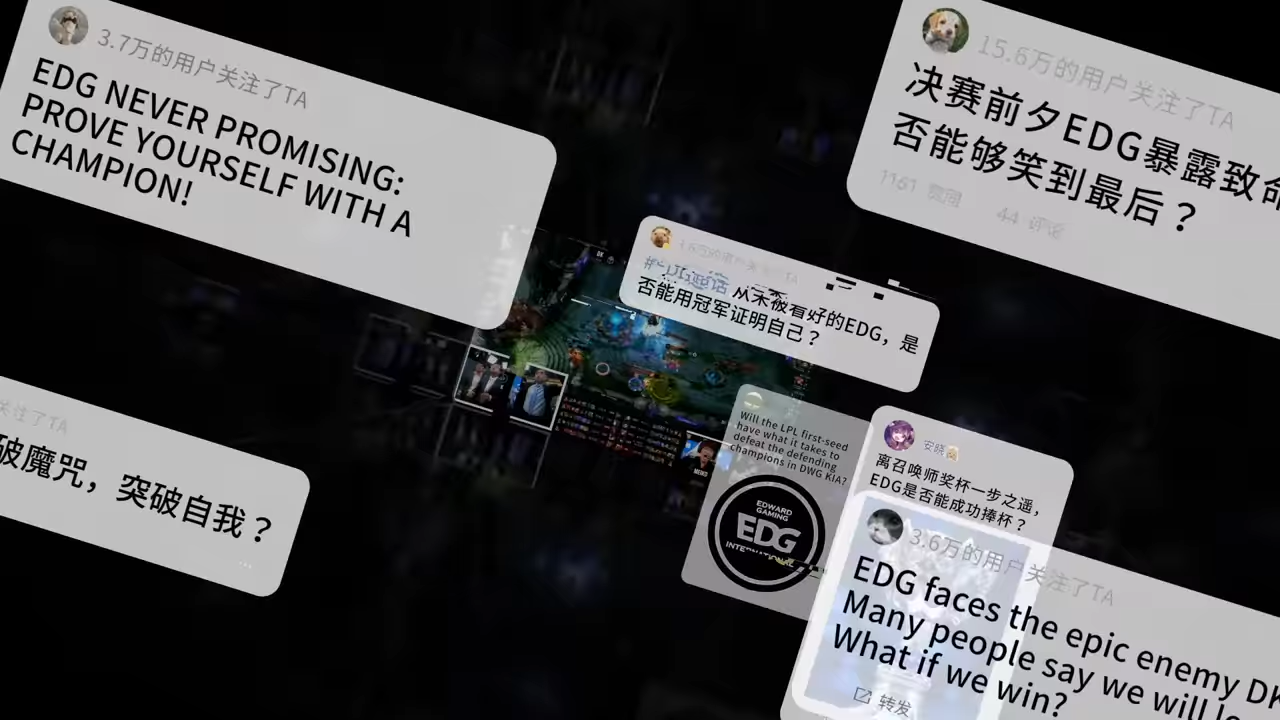 3.7万的用户关注了TA
EDG NEVER PROMISING:
PROVE YOURSELF WITH A
CHAMPION!
15.6万的用户关注了TA
决赛前夕EDG暴露致命
否能够笑到最后？
1161
44 评论
从未被看好的EDG，是
否能用冠军证明自己？
关注了TA
破魔咒，突破自我？
Will the LPL first-seed
have what it takes to
defeat the defending
champions in DWG KIA?
EDWARD
GAMING
EDG
安晓
离召唤师奖杯一步之遥，
EDG是否能成功捧杯？
3.6万的用户关注了TA
EDG faces the epic enemy DK
Many people say we will lo
What if we win?
转发